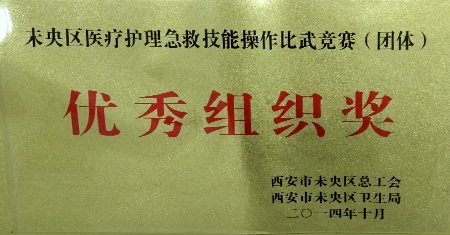 未央区医疗护理急救技能操作比武竞赛（团体）
优秀组织奖
西安市未央区总工会
西安市未央区卫生局
二〇一四年十月